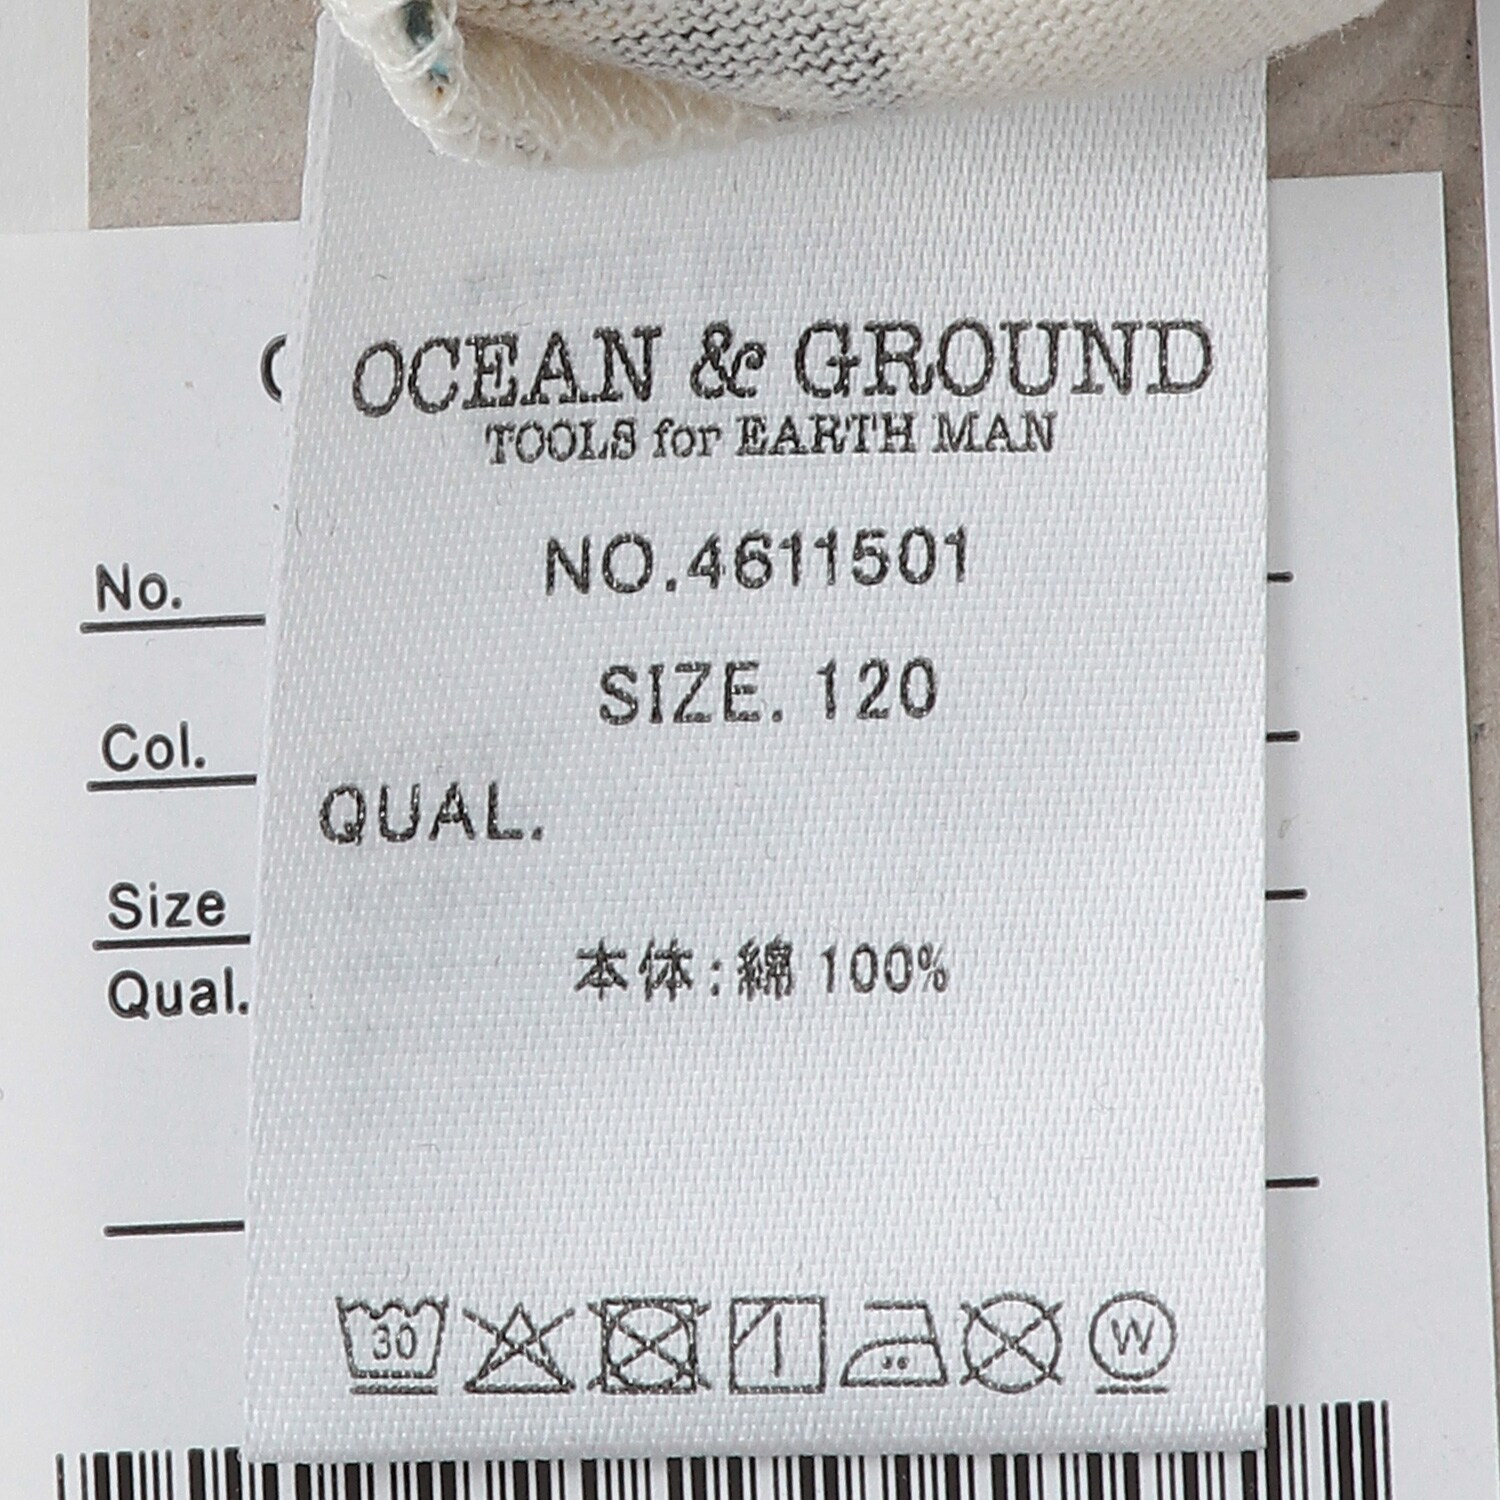 OCEAN & GROUND
TOOLS for EARTH MAN
NO.4611501
SIZE. 120
QUAL.
本体:綿 100%
30
W
No.
Col.
Size
Qual.